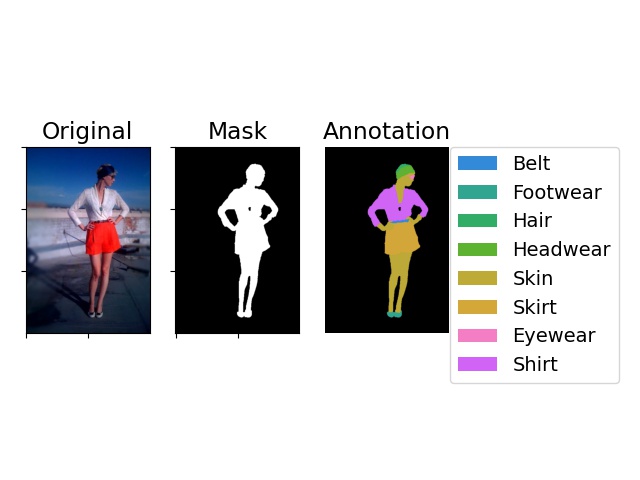 Original
Mask
Annotation
Belt
Footwear
Hair
Headwear
Skin
Skirt
Eyewear
Shirt